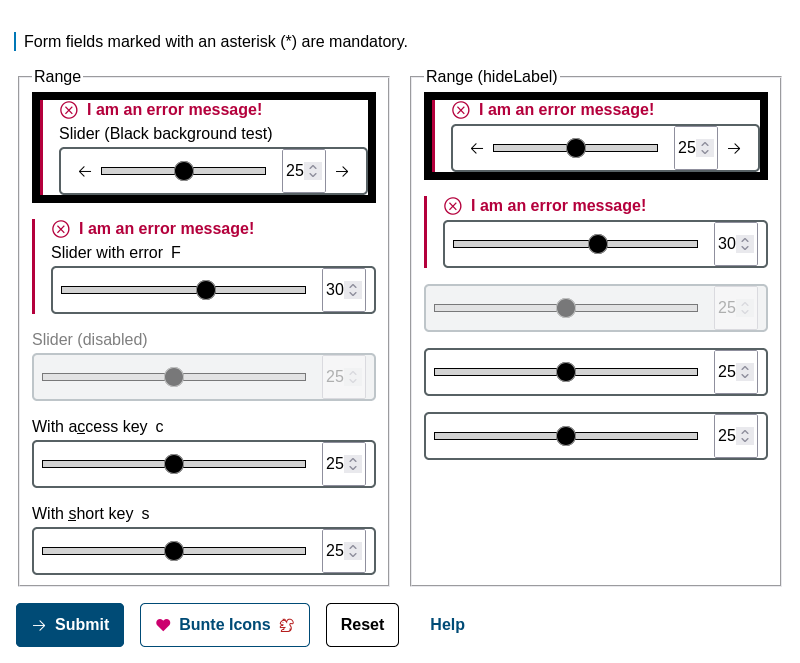 Form fields marked with an asterisk (*) are mandatory.
Range
I am an error message!
Slider (Black background test)
25
I am an error message!
Slider with error F
30
Slider (disabled)
25
With access key c
25
With short key s
25
Range (hideLabel)
I am an error message!
25
I am an error message!
30
25
25
25
Submit
Bunte Icons
Reset
Help